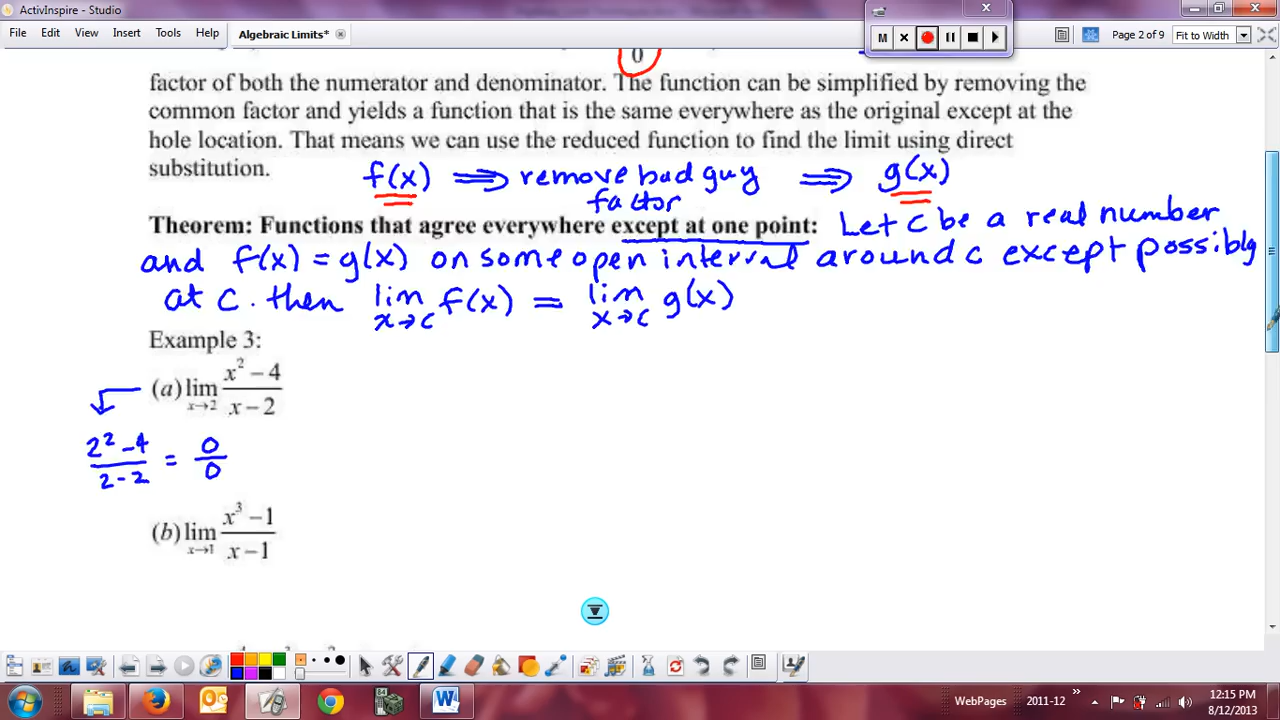 ActivInspire - Studio
File Edit View Insert Tools Help Algebraic Limits* Page 2 of 9 Fit to Width
M
0
factor of both the numerator and denominator. The function can be simplified by removing the
common factor and yields a function that is the same everywhere as the original except at the
hole location. That means we can use the reduced function to find the limit using direct
substitution.
f(x) ⟹ remove bad guy factor ⟹ g(x)
Theorem: Functions that agree everywhere except at one point: Let c be a real number
and f(x) = g(x) on some open interval around c except possibly
at c. then lim x→c f(x) = lim x→c g(x)
Example 3:
(a) lim x→2 (x² − 4)/(x − 2)
(2² − 4)/(2 − 2) = 0/0
(b) lim x→1 (x³ − 1)/(x − 1)
WebPages 2011-12 » 12:15 PM
8/12/2013